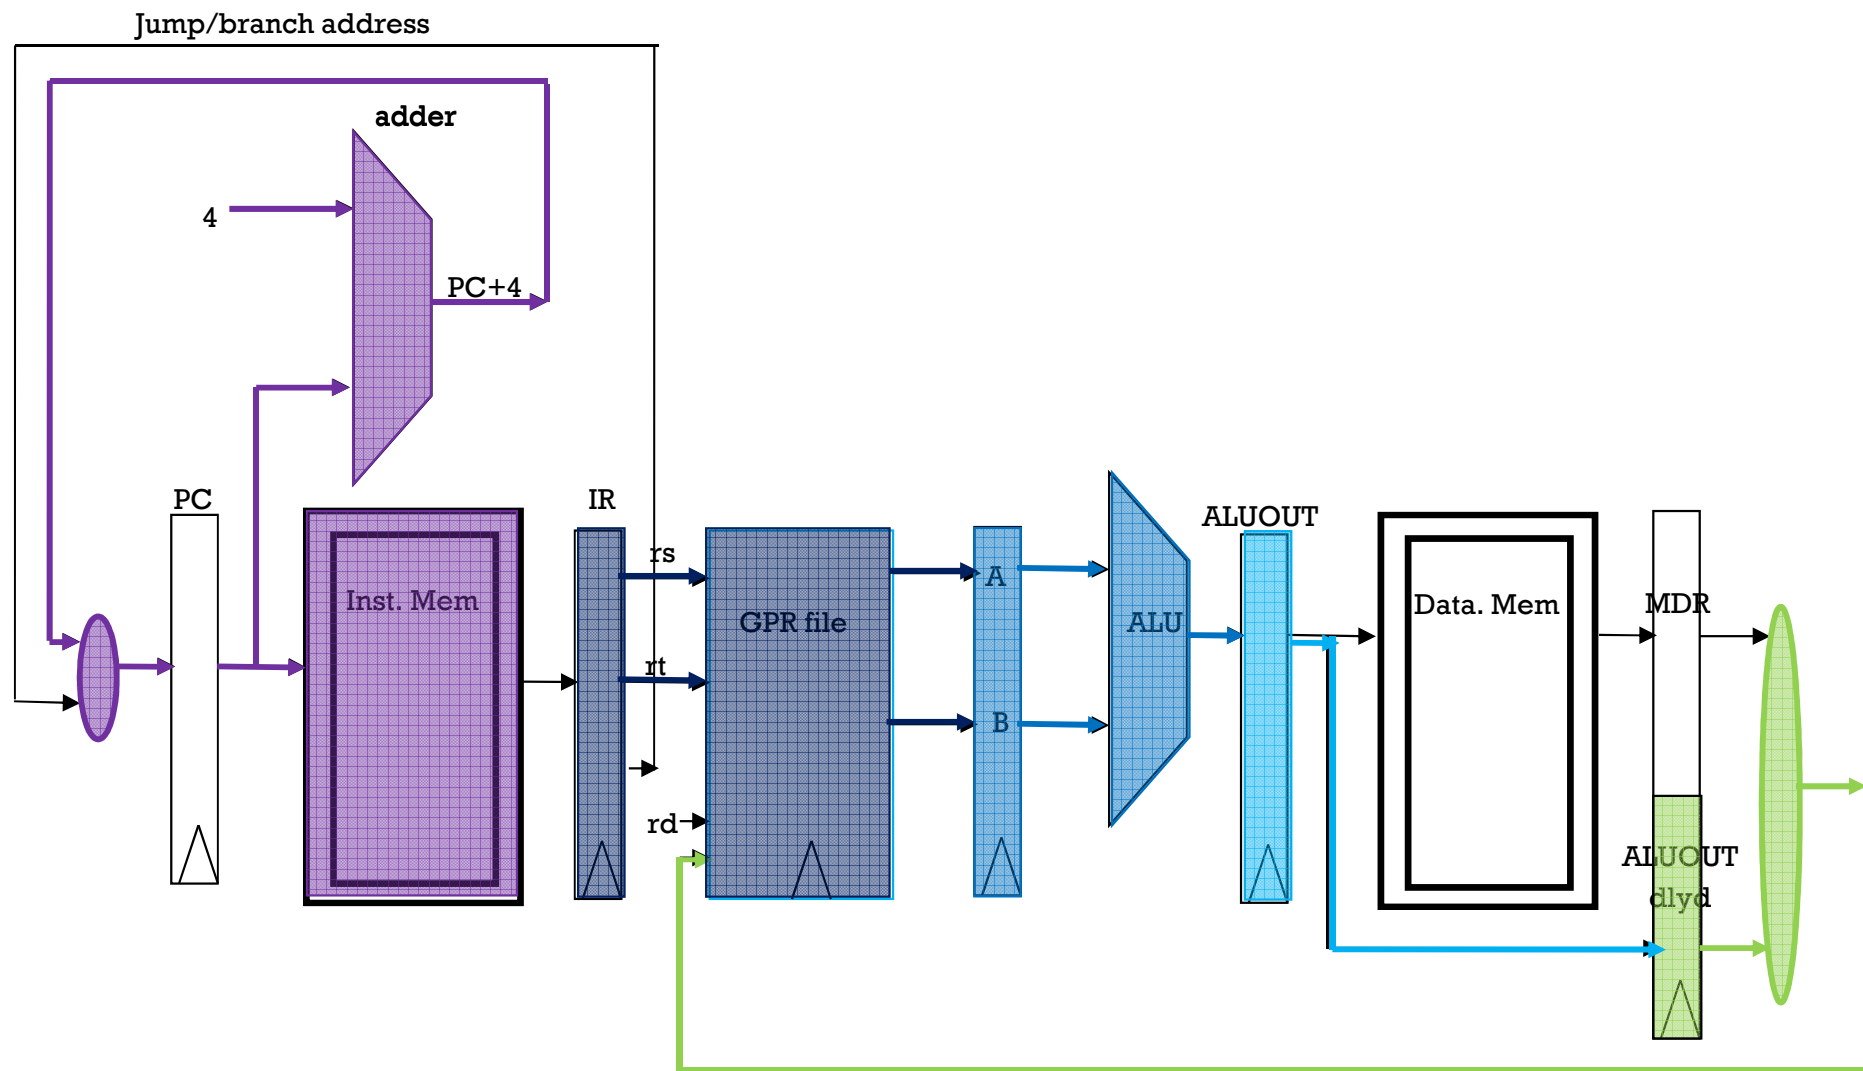 Jump/branch address
adder
4
PC+4
PC
IR
ALUOUT
rs
Inst. Mem
GPR file
A
ALU
Data. Mem
MDR
rt
B
rd
ALUOUT
dlyd